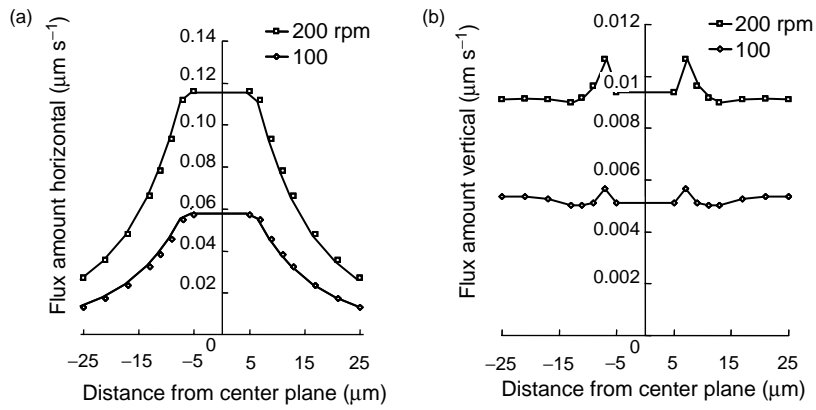 (a)
Flux amount horizontal (μm s−1)
200 rpm
100
0.14
0.12
0.10
0.08
0.06
0.04
0.02
0
−25 −15 −5 5 15 25
Distance from center plane (μm)
(b)
Flux amount vertical (μm s−1)
200 rpm
100
0.012
0.01
0.008
0.006
0.004
0.002
0
−25 −15 −5 5 15 25
Distance from center plane (μm)